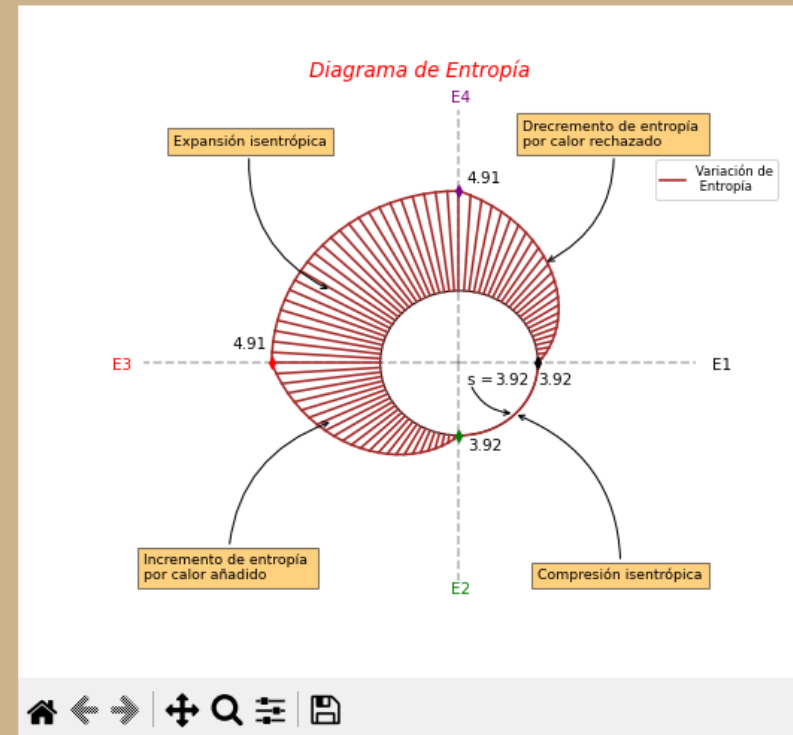 Diagrama de Entropía
E4
Expansión isentrópica
Drecremento de entropía
por calor rechazado
Variación de
Entropía
4.91
4.91
E3
E1
s = 3.92
3.92
3.92
Incremento de entropía
por calor añadido
Compresión isentrópica
E2